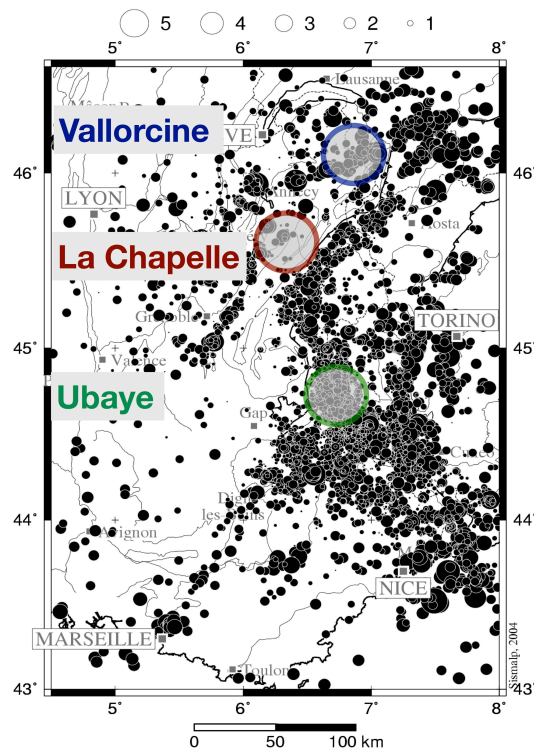 5 4 3 2 1
5˚ 6˚ 7˚ 8˚
Lausanne
Vallorcine
VE
46˚ 46˚
Annecy
LYON
Aosta
La Chapelle
Grenoble
TORINO
45˚ 45˚
Valence
Ubaye
Gap
Cuneo
Digne
les-Bains
44˚ 44˚
Avignon
NICE
MARSEILLE
Toulon
Sismalp, 2004
43˚ 43˚
5˚ 6˚ 7˚ 8˚
0 50 100 km